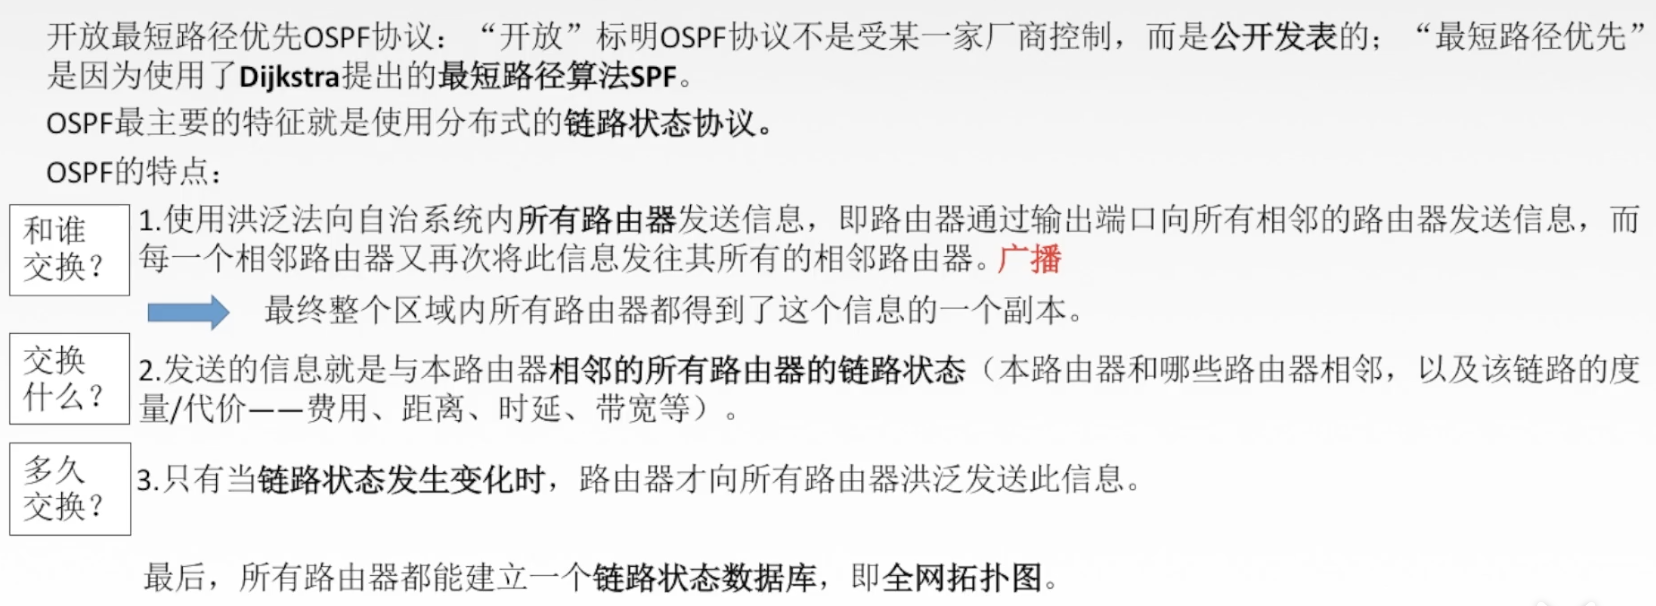 开放最短路径优先OSPF协议：“开放”标明OSPF协议不是受某一家厂商控制，而是公开发表的；“最短路径优先”
是因为使用了Dijkstra提出的最短路径算法SPF。
OSPF最主要的特征就是使用分布式的链路状态协议。
OSPF的特点：
和谁
交换？
1.使用洪泛法向自治系统内所有路由器发送信息，即路由器通过输出端口向所有相邻的路由器发送信息，而
每一个相邻路由器又再次将此信息发往其所有的相邻路由器。广播
最终整个区域内所有路由器都得到了这个信息的一个副本。
交换
什么？
2.发送的信息就是与本路由器相邻的所有路由器的链路状态（本路由器和哪些路由器相邻，以及该链路的度
量/代价——费用、距离、时延、带宽等）。
多久
交换？
3.只有当链路状态发生变化时，路由器才向所有路由器洪泛发送此信息。
最后，所有路由器都能建立一个链路状态数据库，即全网拓扑图。